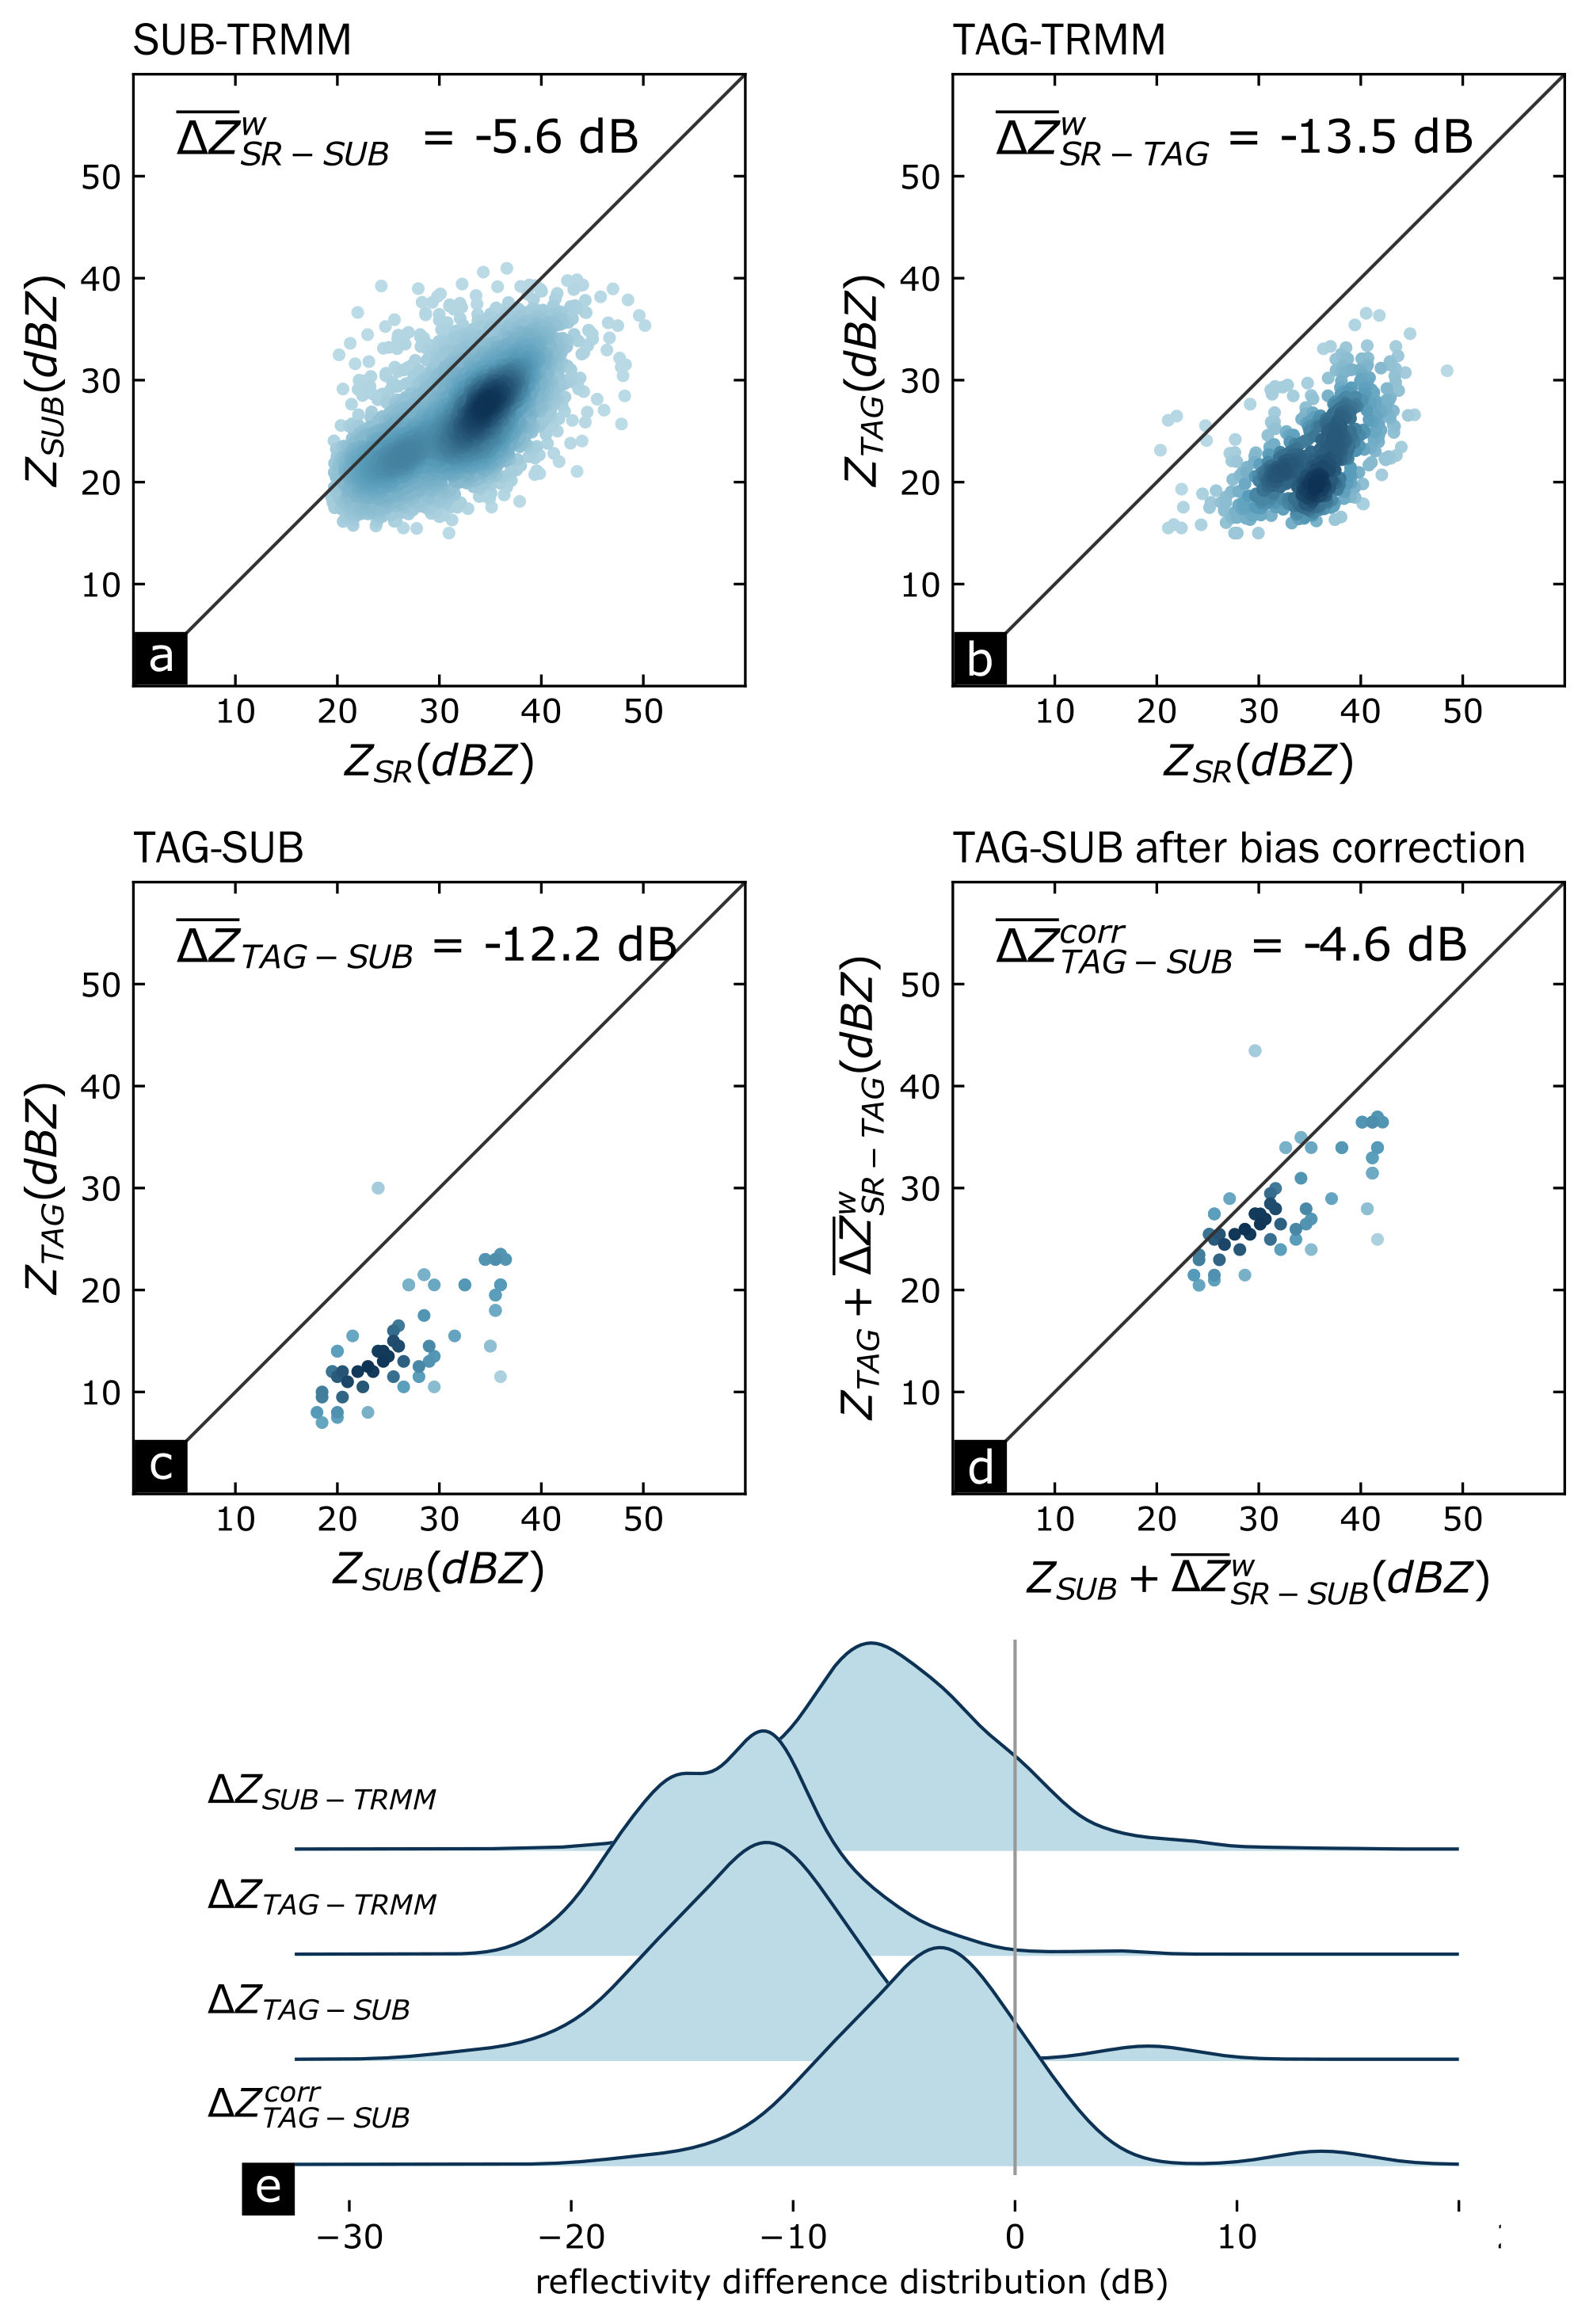 SUB-TRMM
ΔZ^w_SR − SUB = -5.6 dB
50
40
30
20
10
Z_SUB(dBZ)
a
10 20 30 40 50
Z_SR(dBZ)
TAG-TRMM
ΔZ^w_SR − TAG = -13.5 dB
50
40
30
20
10
Z_TAG(dBZ)
b
10 20 30 40 50
Z_SR(dBZ)
TAG-SUB
ΔZ_TAG − SUB = -12.2 dB
50
40
30
20
10
Z_TAG(dBZ)
c
10 20 30 40 50
Z_SUB(dBZ)
TAG-SUB after bias correction
ΔZ^corr_TAG − SUB = -4.6 dB
50
40
30
20
10
Z_TAG + ΔZ^w_SR − TAG(dBZ)
d
10 20 30 40 50
Z_SUB + ΔZ^w_SR − SUB(dBZ)
ΔZ_SUB − TRMM
ΔZ_TAG − TRMM
ΔZ_TAG − SUB
ΔZ^corr_TAG − SUB
e
−30 −20 −10 0 10
reflectivity difference distribution (dB)